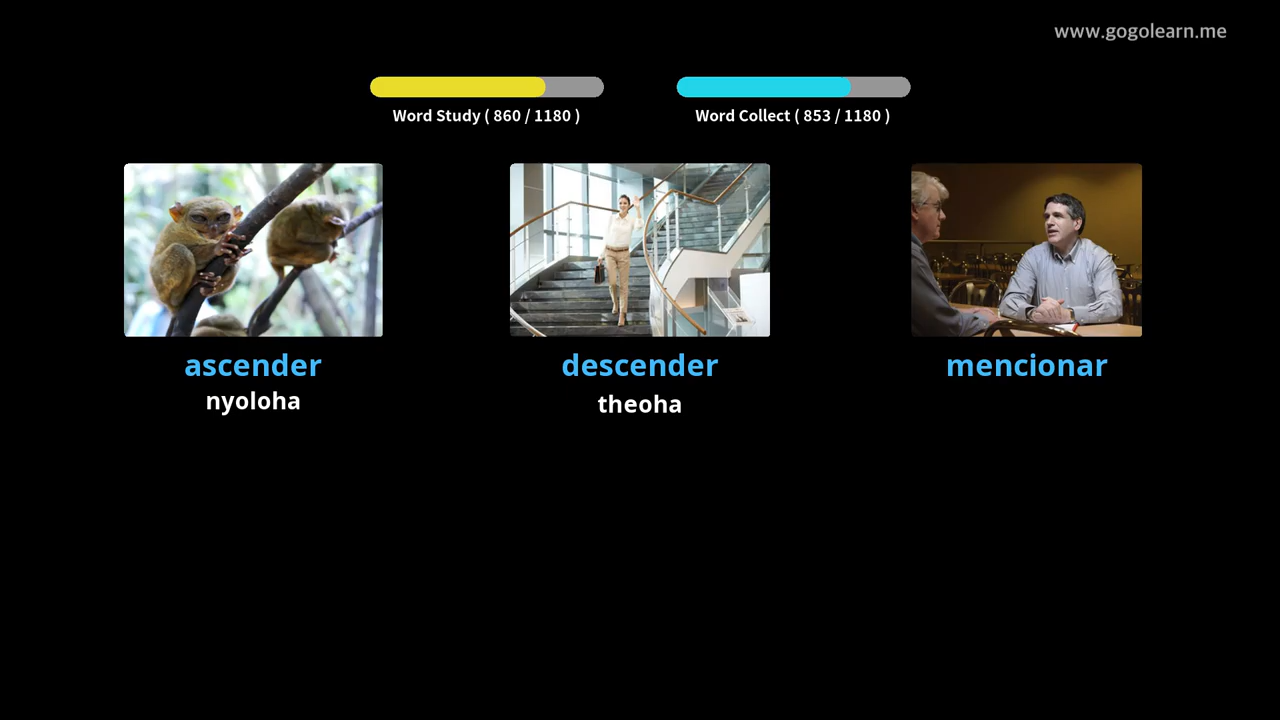 www.gogolearn.me
Word Study ( 860 / 1180 )
Word Collect ( 853 / 1180 )
ascender
nyoloha
descender
theoha
mencionar